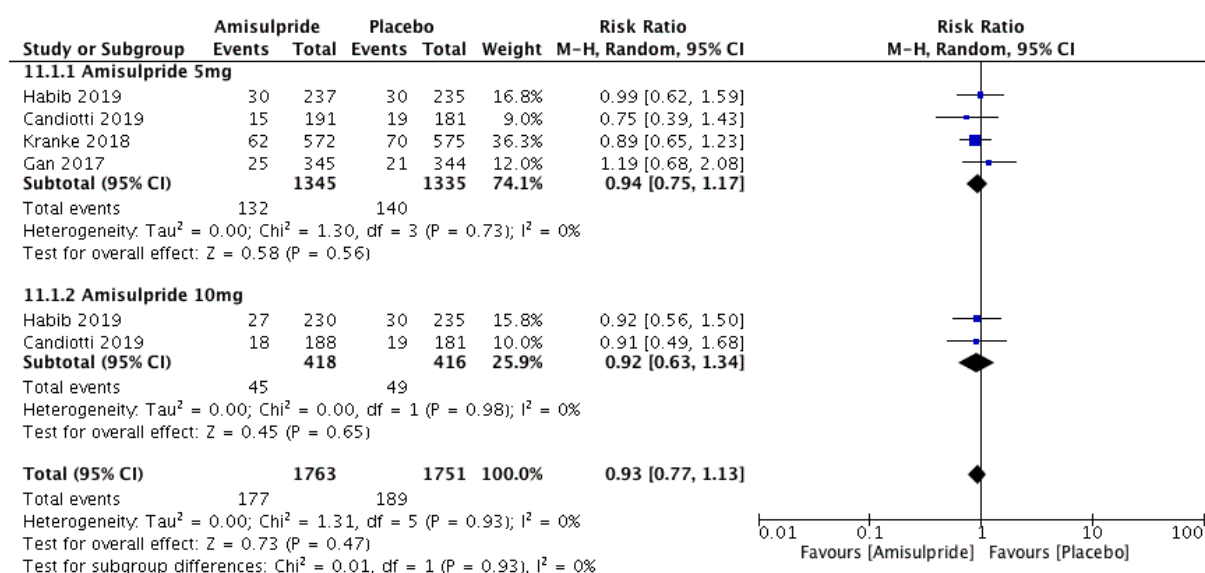 Amisulpride Placebo Risk Ratio Risk Ratio
Study or Subgroup Events Total Events Total Weight M-H, Random, 95% CI M-H, Random, 95% CI
11.1.1 Amisulpride 5mg
Habib 2019 30 237 30 235 16.8% 0.99 [0.62, 1.59]
Candiotti 2019 15 191 19 181 9.0% 0.75 [0.39, 1.43]
Kranke 2018 62 572 70 575 36.3% 0.89 [0.65, 1.23]
Gan 2017 25 345 21 344 12.0% 1.19 [0.68, 2.08]
Subtotal (95% CI) 1345 1335 74.1% 0.94 [0.75, 1.17]
Total events 132 140
Heterogeneity: Tau² = 0.00; Chi² = 1.30, df = 3 (P = 0.73); I² = 0%
Test for overall effect: Z = 0.58 (P = 0.56)
11.1.2 Amisulpride 10mg
Habib 2019 27 230 30 235 15.8% 0.92 [0.56, 1.50]
Candiotti 2019 18 188 19 181 10.0% 0.91 [0.49, 1.68]
Subtotal (95% CI) 418 416 25.9% 0.92 [0.63, 1.34]
Total events 45 49
Heterogeneity: Tau² = 0.00; Chi² = 0.00, df = 1 (P = 0.98); I² = 0%
Test for overall effect: Z = 0.45 (P = 0.65)
Total (95% CI) 1763 1751 100.0% 0.93 [0.77, 1.13]
Total events 177 189
Heterogeneity: Tau² = 0.00; Chi² = 1.31, df = 5 (P = 0.93); I² = 0%
Test for overall effect: Z = 0.73 (P = 0.47)
Test for subgroup differences: Chi² = 0.01, df = 1 (P = 0.93), I² = 0%
0.01 0.1 1 10 100
Favours [Amisulpride] Favours [Placebo]